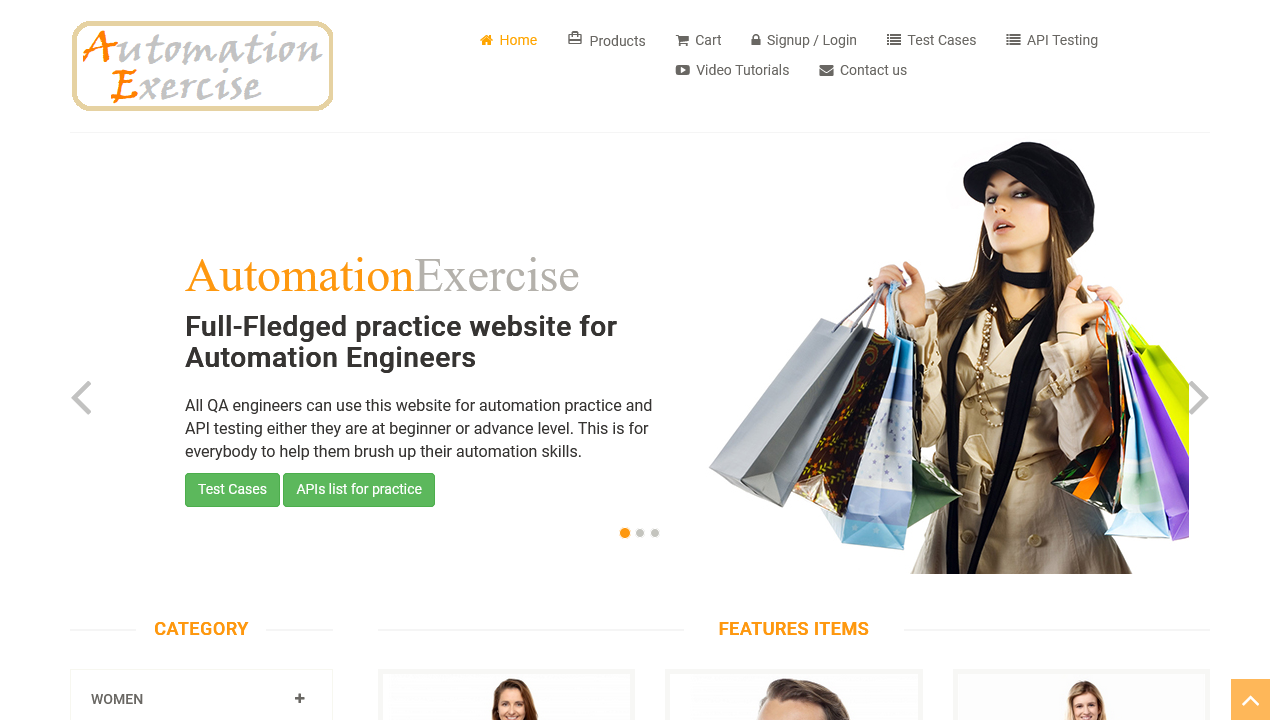 Automation
Exercise
Home Products Cart Signup / Login Test Cases API Testing
Video Tutorials Contact us
AutomationExercise
Full-Fledged practice website for
Automation Engineers
All QA engineers can use this website for automation practice and
API testing either they are at beginner or advance level. This is for
everybody to help them brush up their automation skills.
Test Cases APIs list for practice
CATEGORY
FEATURES ITEMS
WOMEN